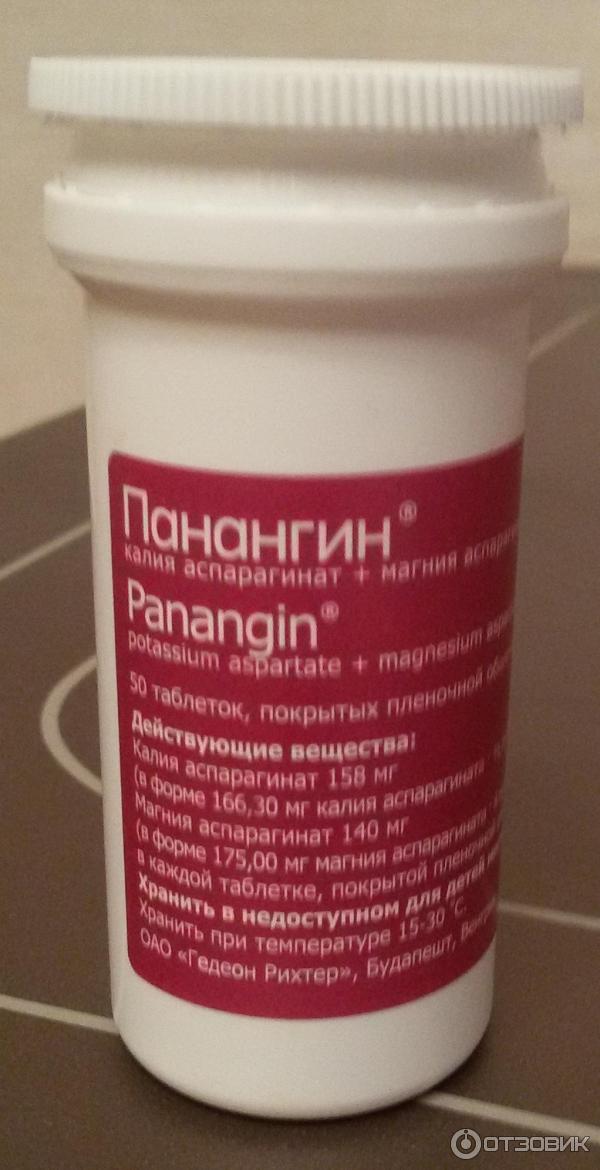 Панангин®
калия аспарагинат + магния
Panangin®
potassium aspartate + magnesium
50 таблеток, покрытых пленочной
Действующие вещества:
Калия аспарагинат 158 мг
(в форме 166,30 мг калия аспарагината
Магния аспарагинат 140 мг
(в форме 175,00 мг магния аспарагината
в каждой таблетке, покрытой пленочной
Хранить в недоступном для детей
Хранить при температуре 15-30 °C.
ОАО «Гедеон Рихтер», Будапешт,
ОТЗОВИК